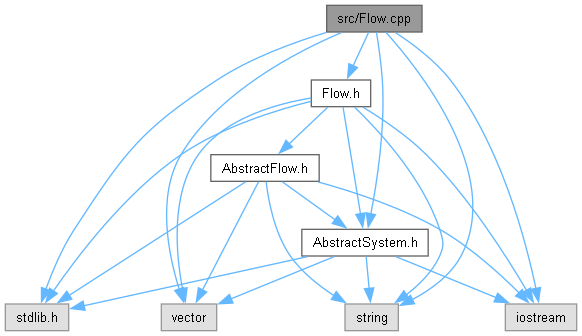 src/Flow.cpp
Flow.h
AbstractFlow.h
AbstractSystem.h
stdlib.h
vector
string
iostream